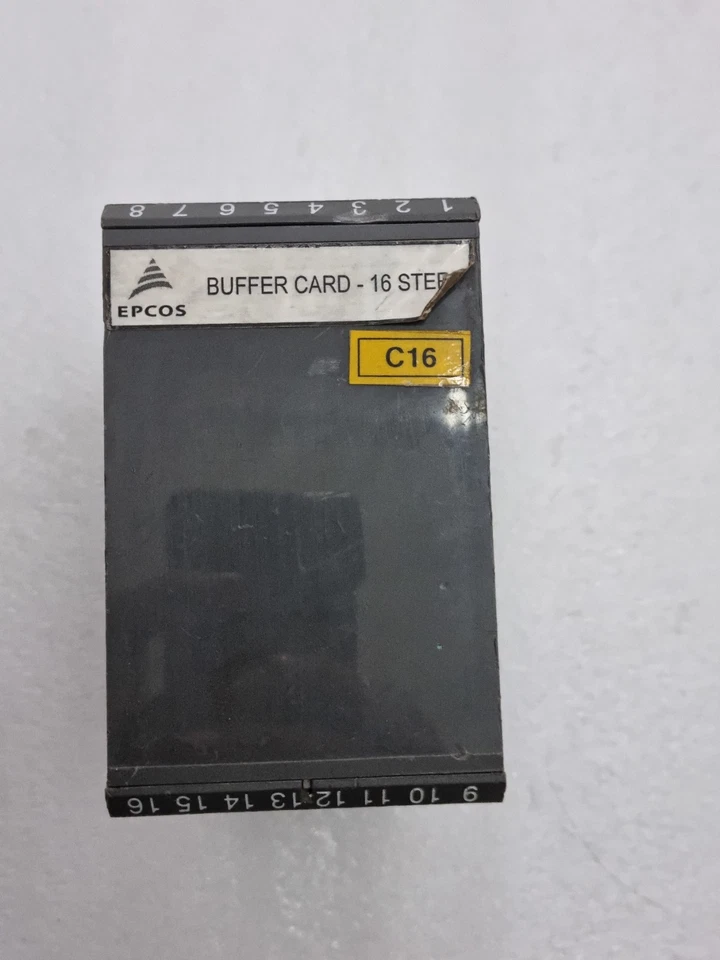 1 2 3 4 5 6 7 8
BUFFER CARD - 16 STEP
EPCOS
C16
9 10 11 12 13 14 15 16